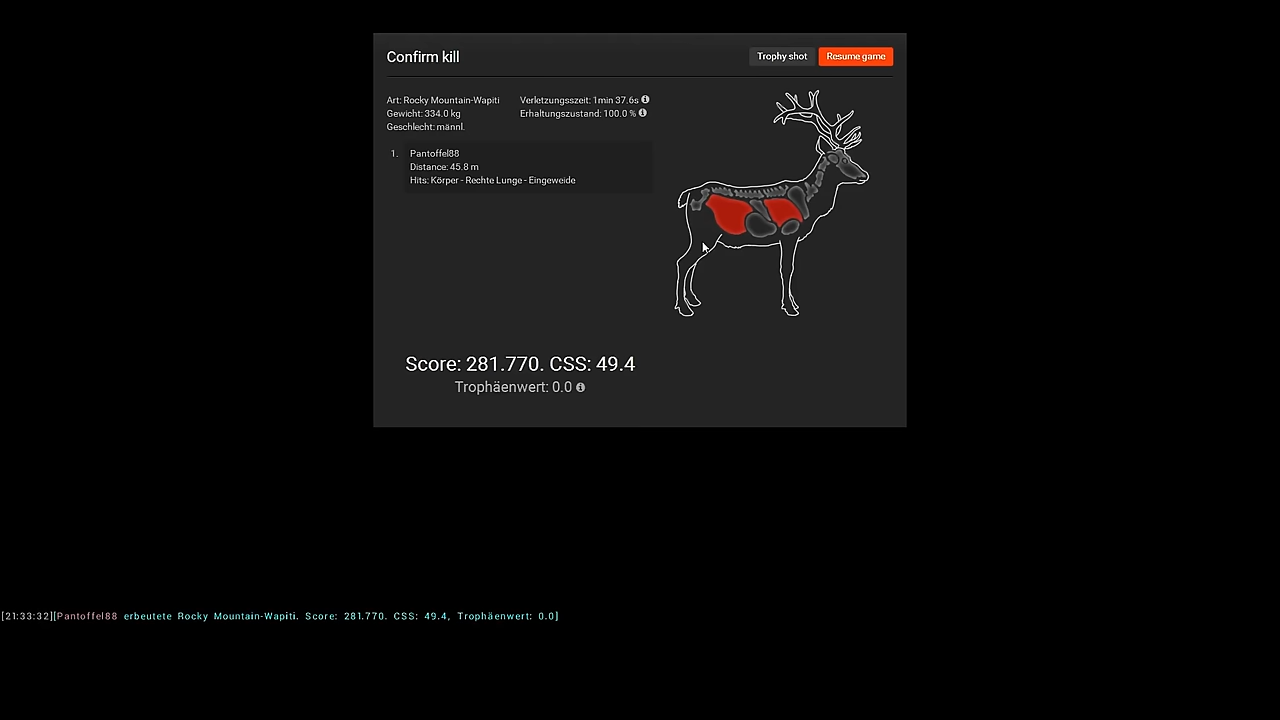 Confirm kill
Trophy shot
Resume game
Art: Rocky Mountain-Wapiti
Gewicht: 334.0 kg
Geschlecht: männl.
Verletzungsszeit: 1min 37.6s
Erhaltungszustand: 100.0 %
1. Pantoffel88
Distance: 45.8 m
Hits: Körper - Rechte Lunge - Eingeweide
Score: 281.770. CSS: 49.4
Trophäenwert: 0.0
[21:33:32][Pantoffel88 erbeutete Rocky Mountain-Wapiti. Score: 281.770. CSS: 49.4, Trophäenwert: 0.0]